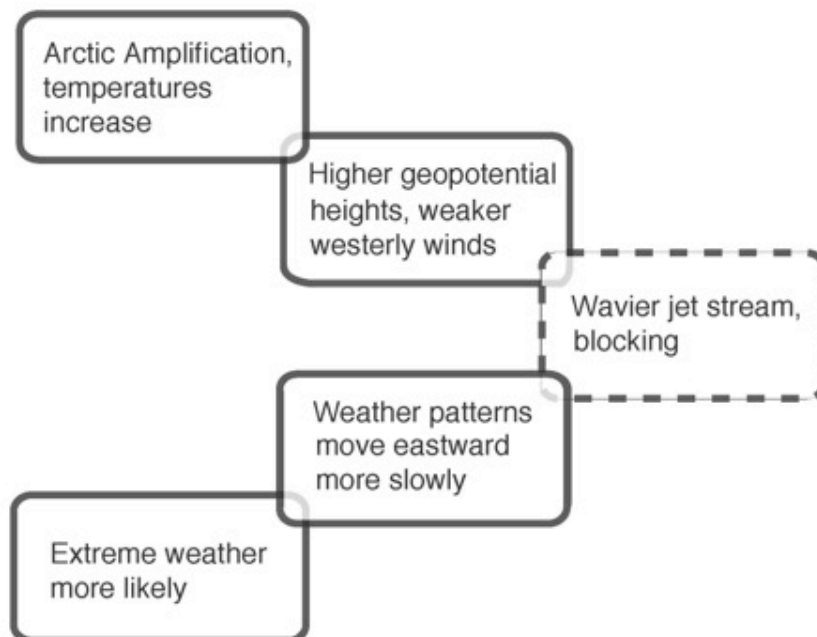 Arctic Amplification,
temperatures
increase
Higher geopotential
heights, weaker
westerly winds
Wavier jet stream,
blocking
Weather patterns
move eastward
more slowly
Extreme weather
more likely